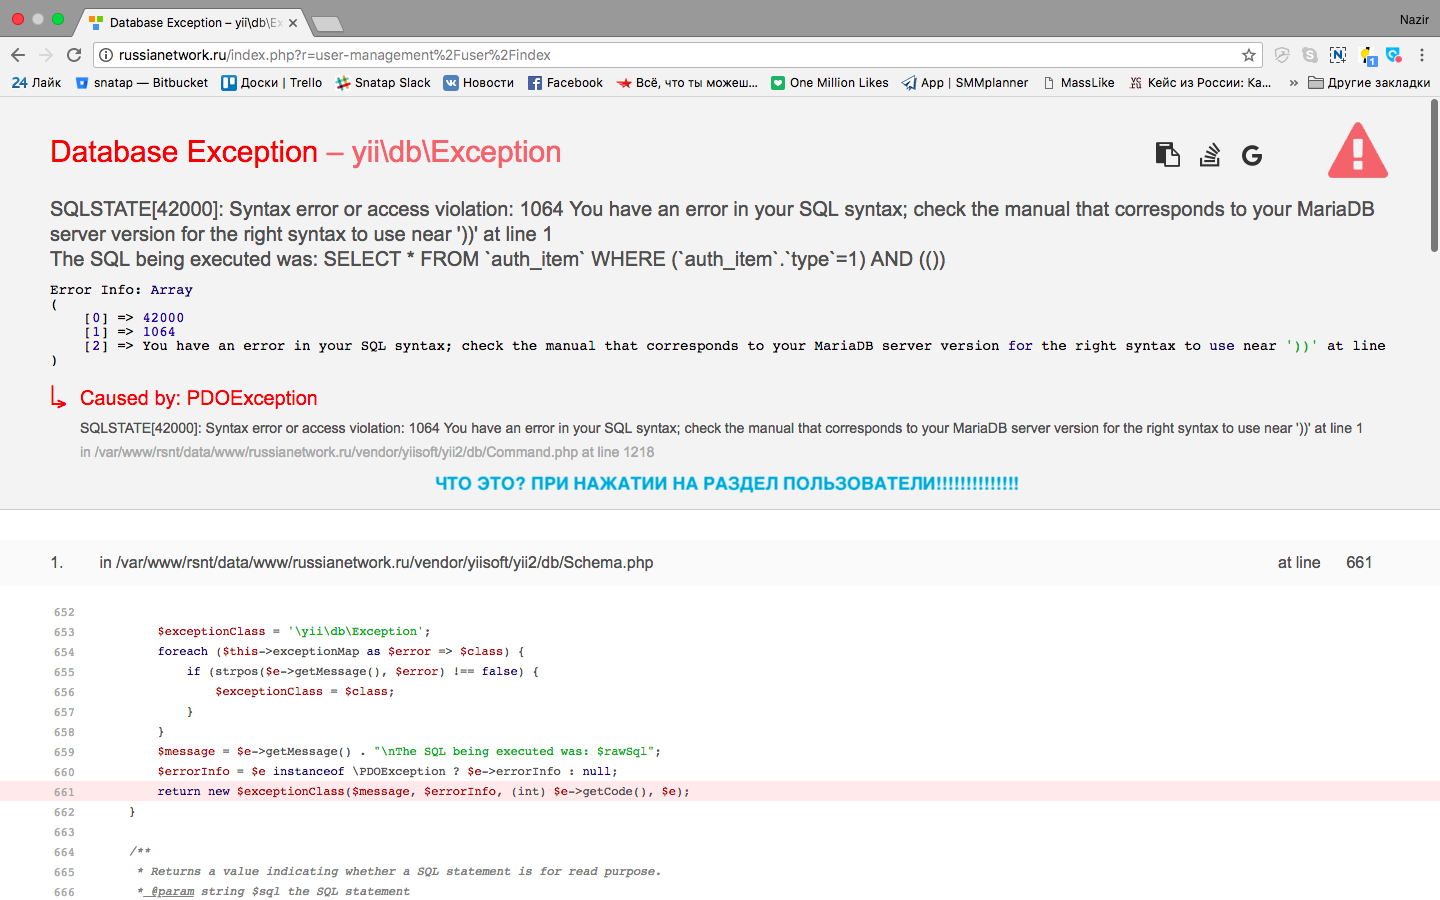 Database Exception – yii\db\Ex
Nazir
russianetwork.ru/index.php?r=user-management%2Fuser%2Findex
24 Лайк
snatap — Bitbucket
Доски | Trello
Snatap Slack
Новости
Facebook
Всё, что ты можеш...
One Million Likes
App | SMMplanner
MassLike
Кейс из России: Ка...
»
Другие закладки
Database Exception – yii\db\Exception
SQLSTATE[42000]: Syntax error or access violation: 1064 You have an error in your SQL syntax; check the manual that corresponds to your MariaDB
server version for the right syntax to use near '))' at line 1
The SQL being executed was: SELECT * FROM `auth_item` WHERE (`auth_item`.`type`=1) AND (())
Error Info: Array
(
[0] => 42000
[1] => 1064
[2] => You have an error in your SQL syntax; check the manual that corresponds to your MariaDB server version for the right syntax to use near '))' at line
)
Caused by: PDOException
SQLSTATE[42000]: Syntax error or access violation: 1064 You have an error in your SQL syntax; check the manual that corresponds to your MariaDB server version for the right syntax to use near '))' at line 1
in /var/www/rsnt/data/www/russianetwork.ru/vendor/yiisoft/yii2/db/Command.php at line 1218
ЧТО ЭТО? ПРИ НАЖАТИИ НА РАЗДЕЛ ПОЛЬЗОВАТЕЛИ!!!!!!!!!!!!!!
1. in /var/www/rsnt/data/www/russianetwork.ru/vendor/yiisoft/yii2/db/Schema.php at line 661
652
653 $exceptionClass = '\yii\db\Exception';
654 foreach ($this->exceptionMap as $error => $class) {
655 if (strpos($e->getMessage(), $error) !== false) {
656 $exceptionClass = $class;
657 }
658 }
659 $message = $e->getMessage() . "\nThe SQL being executed was: $rawSql";
660 $errorInfo = $e instanceof \PDOException ? $e->errorInfo : null;
661 return new $exceptionClass($message, $errorInfo, (int) $e->getCode(), $e);
662 }
663
664 /**
665 * Returns a value indicating whether a SQL statement is for read purpose.
666 * @param string $sql the SQL statement